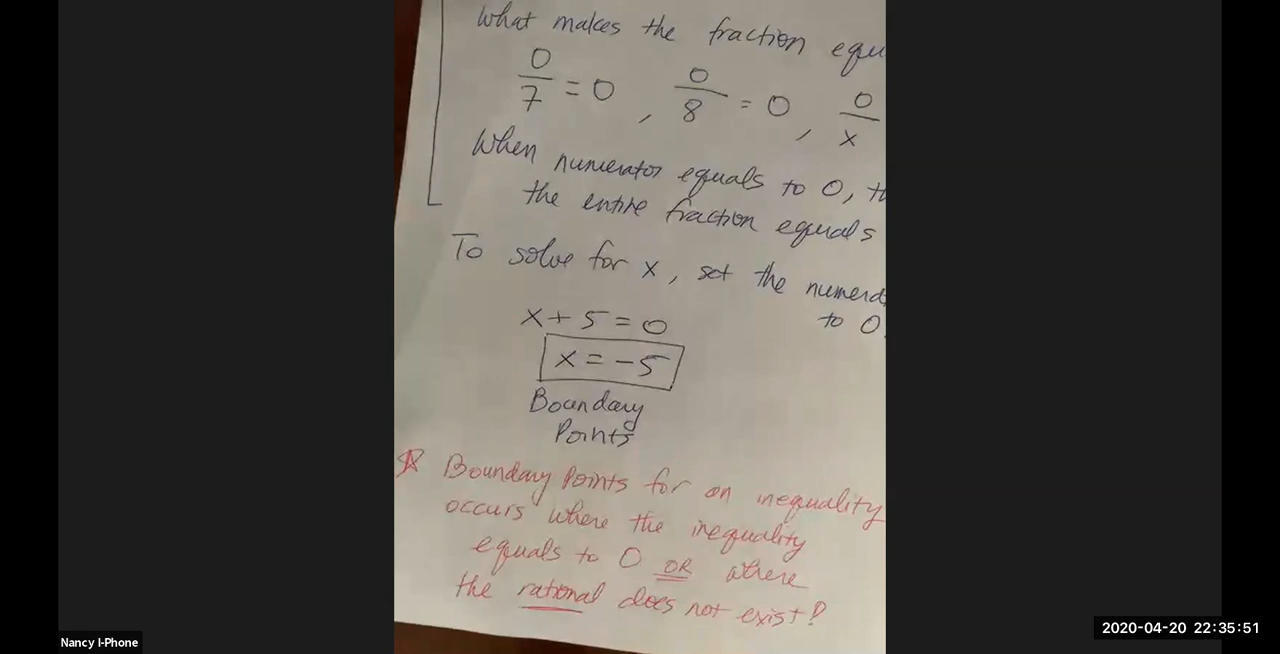 What makes the fraction equ
0/7 = 0 , 0/8 = 0 , 0/x
When numerator equals to 0, th
the entire fraction equals
To solve for x, set the numera
to 0.
x + 5 = 0
x = -5
Boundary
Points
Boundary Points for an inequality
occurs where the inequality
equals to 0 OR where
the rational does not exist?
Nancy I-Phone
2020-04-20 22:35:51